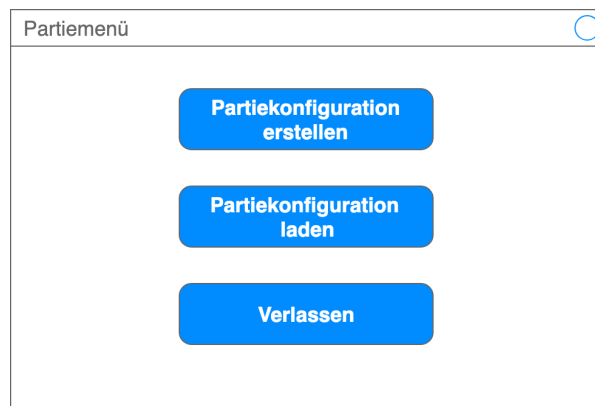 Partiemenü
Partiekonfiguration
erstellen
Partiekonfiguration
laden
Verlassen